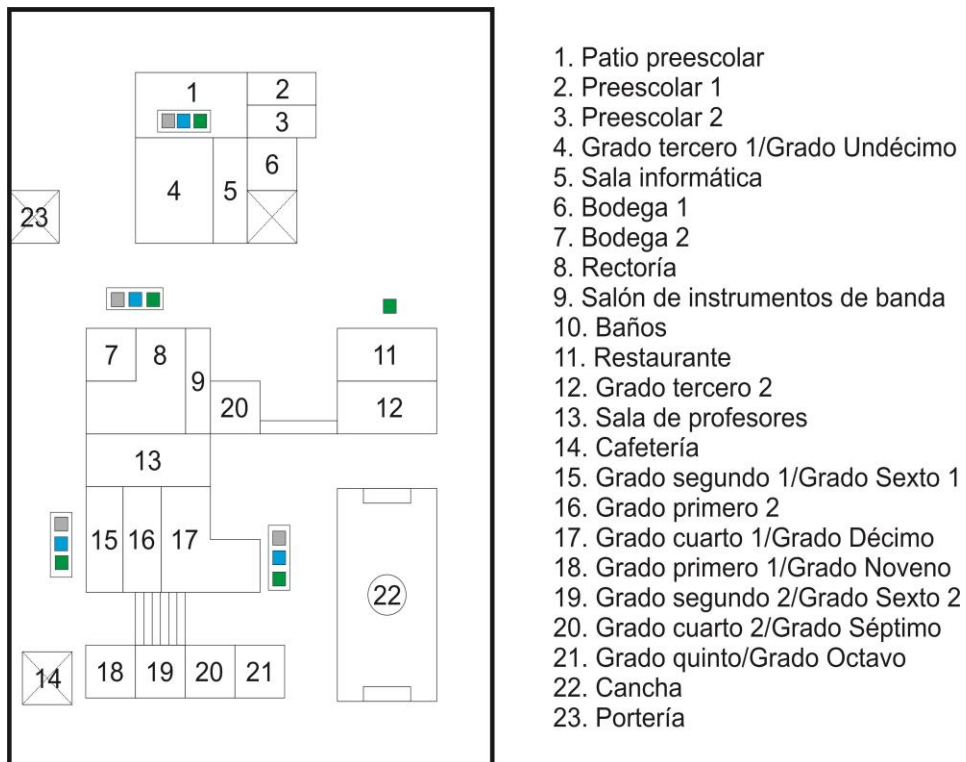 1
2
3
4
5
6
23
7
8
9
20
11
12
13
15
16
17
22
14
18
19
20
21
1. Patio preescolar
2. Preescolar 1
3. Preescolar 2
4. Grado tercero 1/Grado Undécimo
5. Sala informática
6. Bodega 1
7. Bodega 2
8. Rectoría
9. Salón de instrumentos de banda
10. Baños
11. Restaurante
12. Grado tercero 2
13. Sala de profesores
14. Cafetería
15. Grado segundo 1/Grado Sexto 1
16. Grado primero 2
17. Grado cuarto 1/Grado Décimo
18. Grado primero 1/Grado Noveno
19. Grado segundo 2/Grado Sexto 2
20. Grado cuarto 2/Grado Séptimo
21. Grado quinto/Grado Octavo
22. Cancha
23. Portería